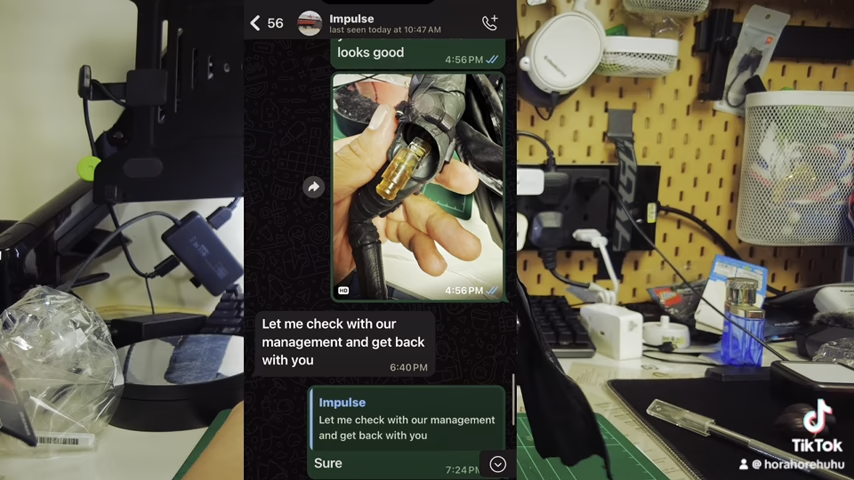 56
Impulse
last seen today at 10:47 AM
looks good
4:56 PM
HD
4:56 PM
Let me check with our
management and get back
with you
6:40 PM
Impulse
Let me check with our management
and get back with you
Sure
7:24 PM
TikTok
@ horahorehuhu